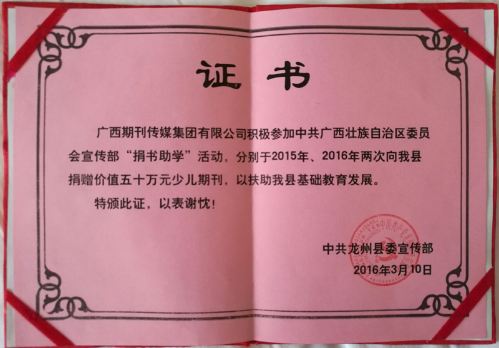 证书
广西期刊传媒集团有限公司积极参加中共广西壮族自治区委员
会宣传部“捐书助学”活动，分别于2015年、2016年两次向我县
捐赠价值五十万元少儿期刊，以扶助我县基础教育发展。
特颁此证，以表谢忱！
中共龙州县委宣传部
2016年3月10日